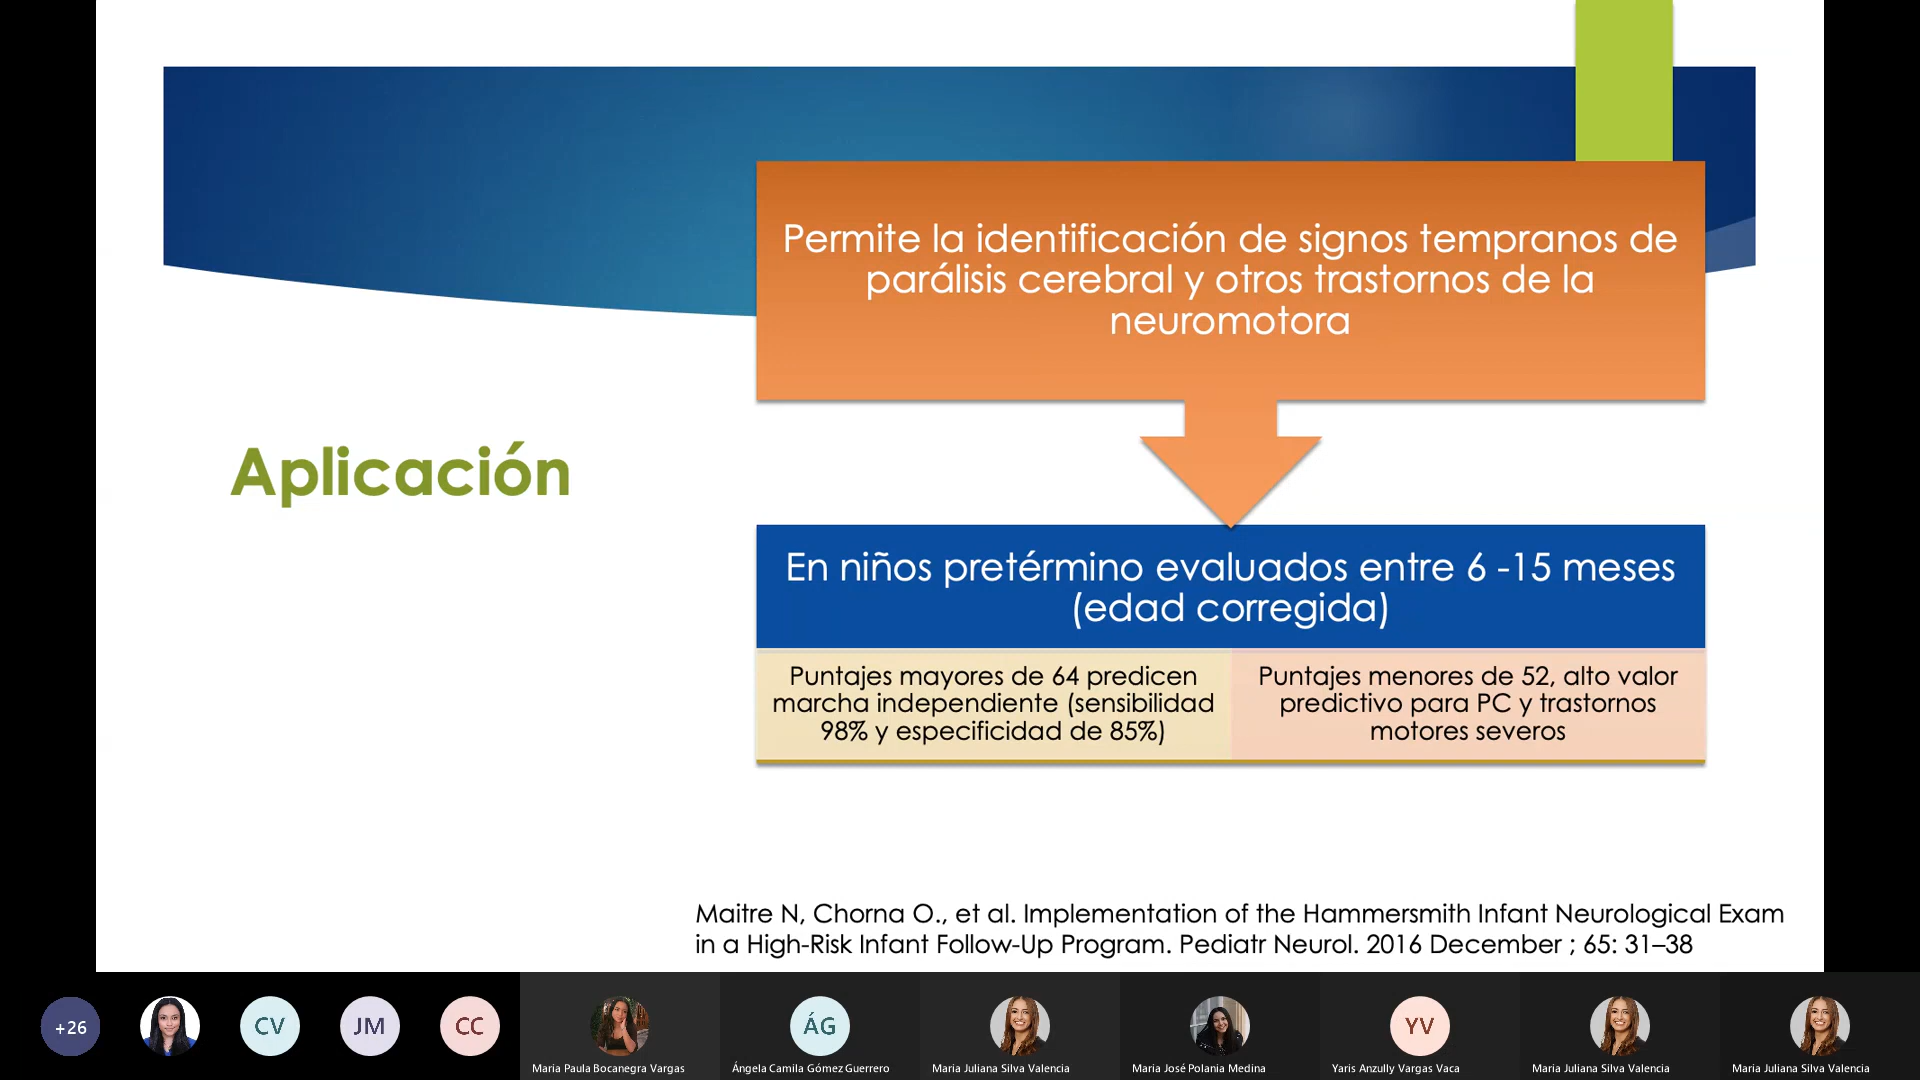 Permite la identificación de signos tempranos de
parálisis cerebral y otros trastornos de la
neuromotora
Aplicación
En niños pretérmino evaluados entre 6 -15 meses
(edad corregida)
Puntajes mayores de 64 predicen
marcha independiente (sensibilidad
98% y especificidad de 85%)
Puntajes menores de 52, alto valor
predictivo para PC y trastornos
motores severos
Maitre N, Chorna O., et al. Implementation of the Hammersmith Infant Neurological Exam
in a High-Risk Infant Follow-Up Program. Pediatr Neurol. 2016 December ; 65: 31–38
+26
CV
JM
CC
Maria Paula Bocanegra Vargas
ÁG
Ángela Camila Gómez Guerrero
Maria Juliana Silva Valencia
Maria José Polania Medina
YV
Yaris Anzully Vargas Vaca
Maria Juliana Silva Valencia
Maria Juliana Silva Valencia